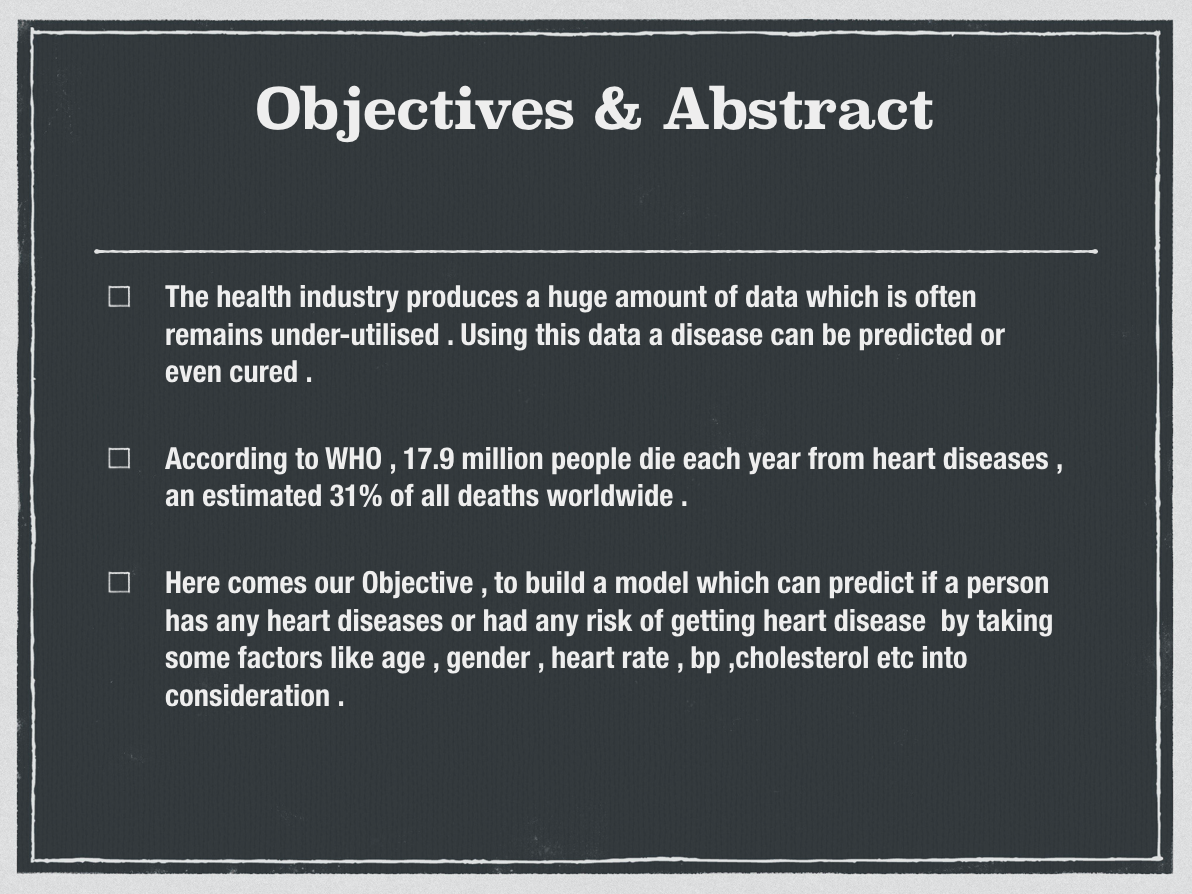 Objectives & Abstract
The health industry produces a huge amount of data which is often
remains under-utilised . Using this data a disease can be predicted or
even cured .
According to WHO , 17.9 million people die each year from heart diseases ,
an estimated 31% of all deaths worldwide .
Here comes our Objective , to build a model which can predict if a person
has any heart diseases or had any risk of getting heart disease  by taking
some factors like age , gender , heart rate , bp ,cholesterol etc into
consideration .